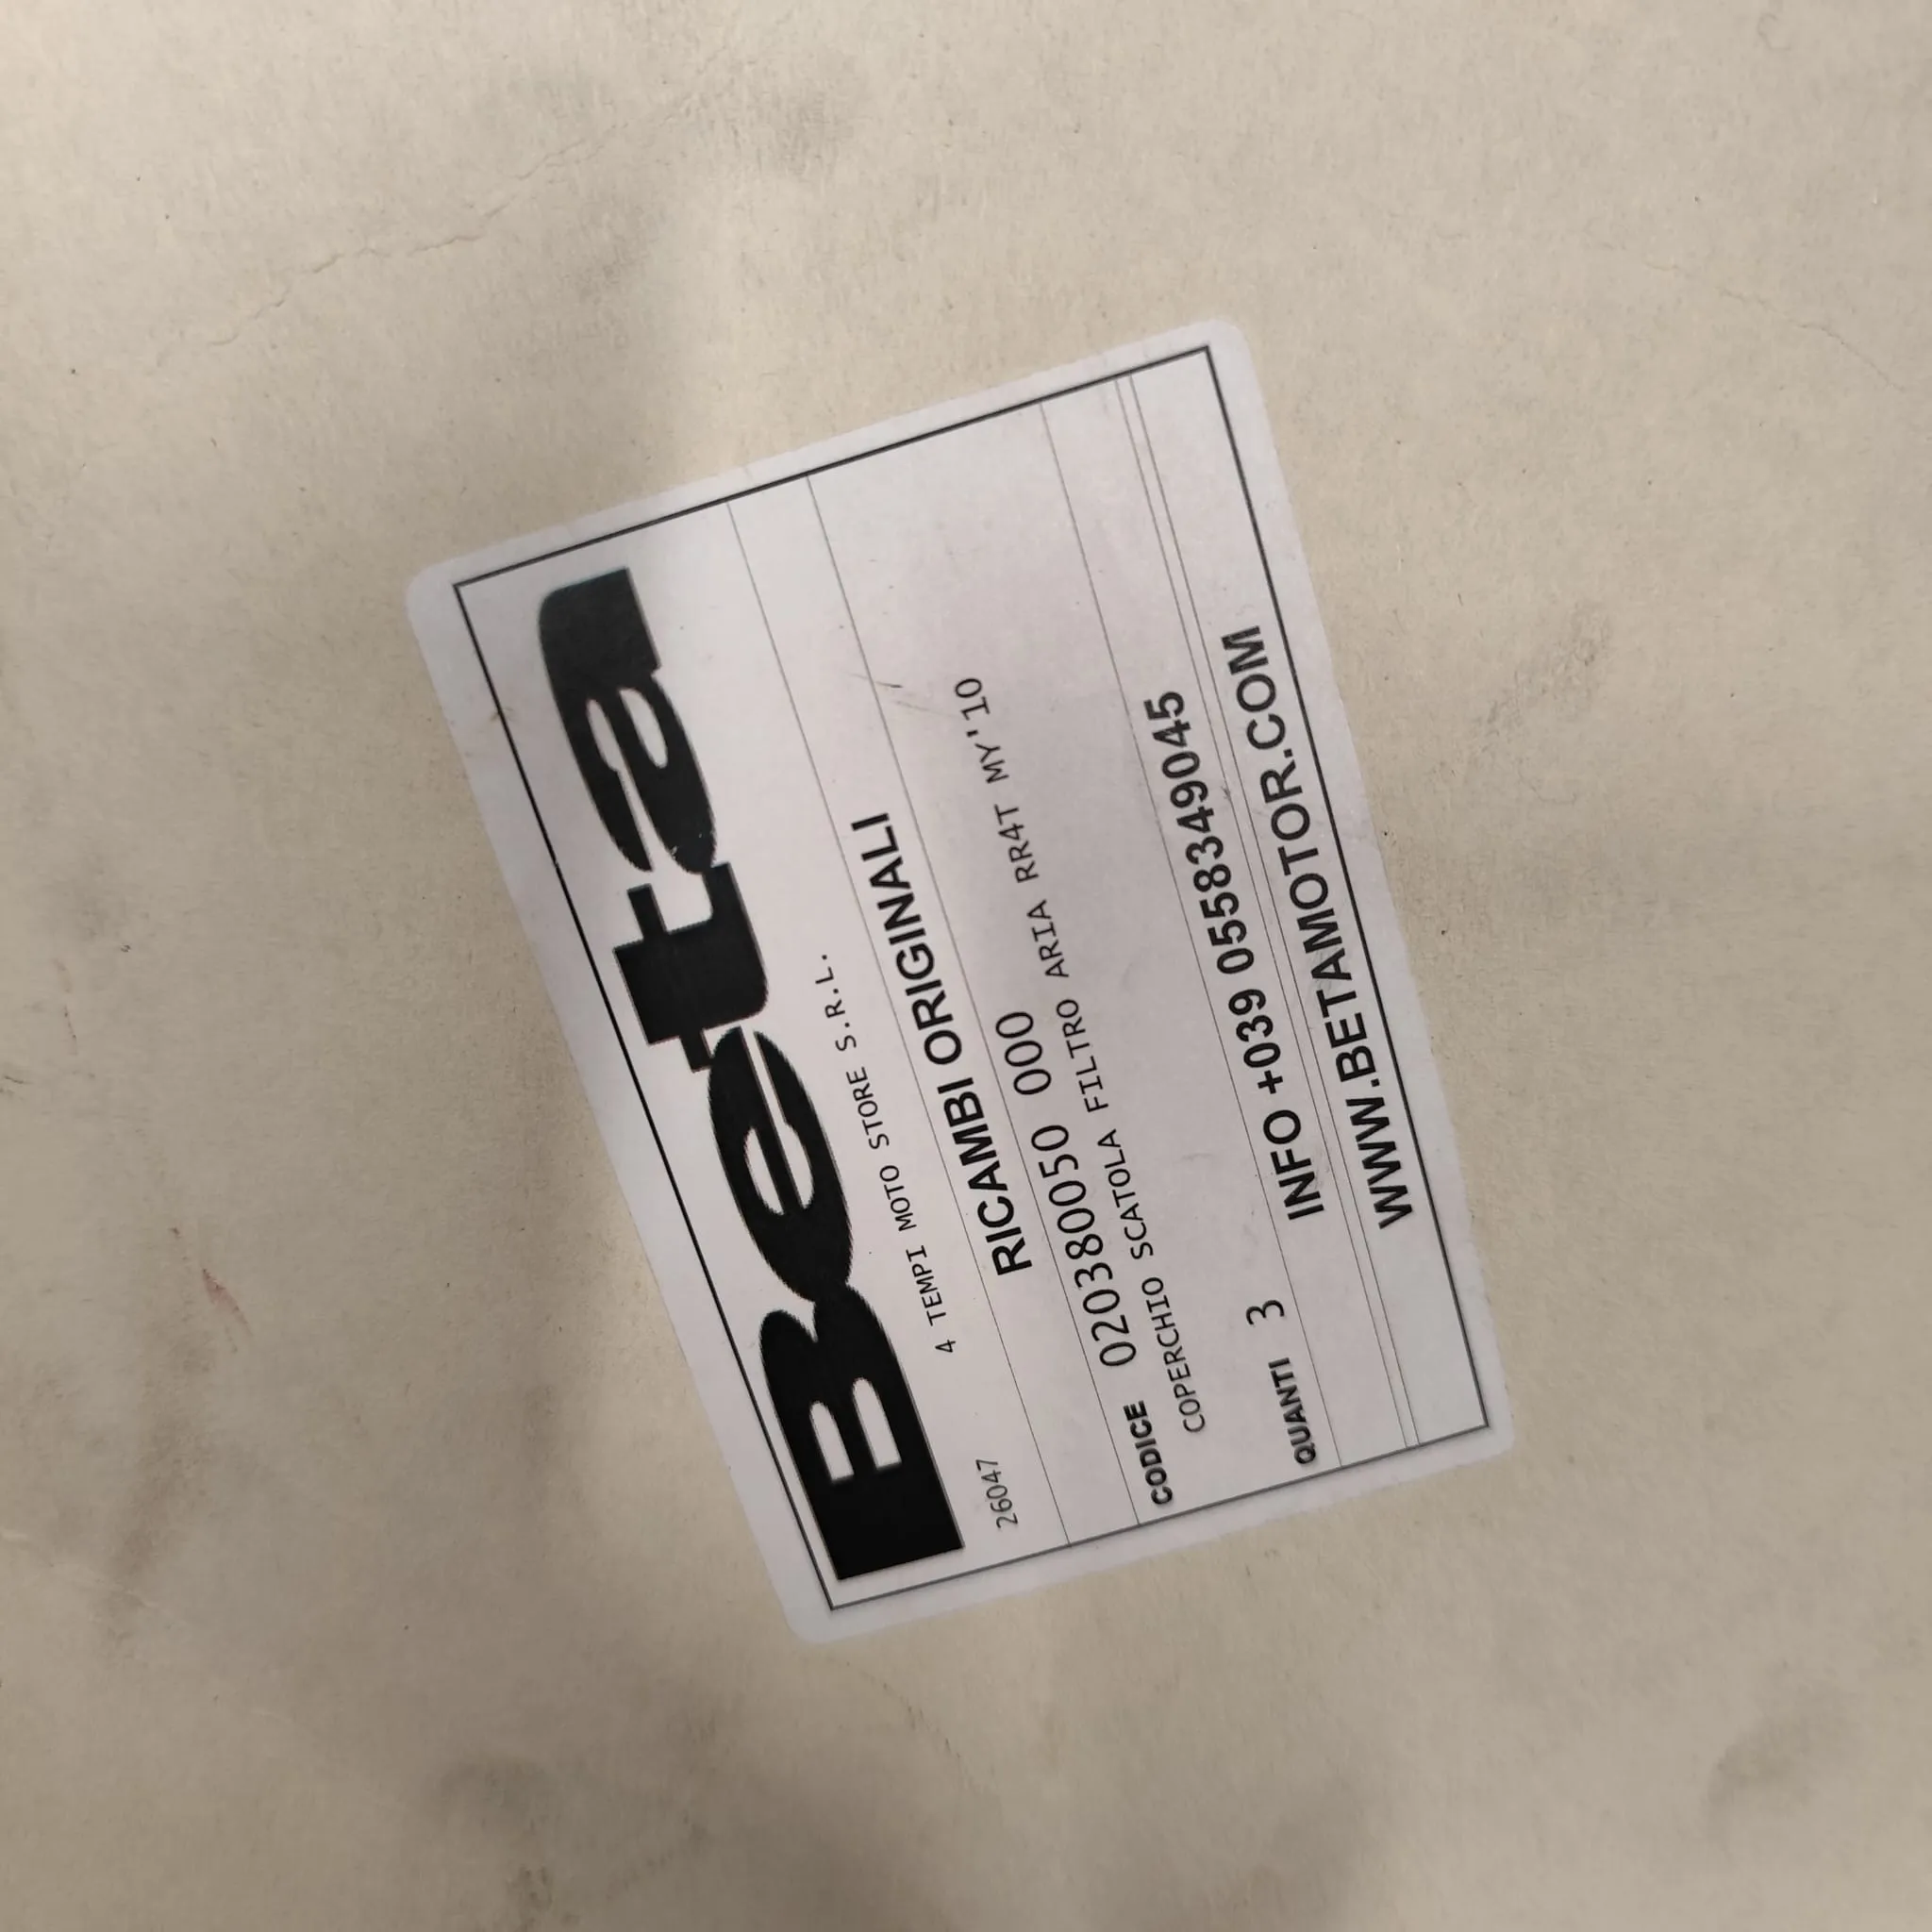 Beta
26047 4 TEMPI MOTO STORE S.R.L.
RICAMBI ORIGINALI
CODICE 020380050 000
COPERCHIO SCATOLA FILTRO ARIA RR4T MY'10
QUANTI 3
INFO +039 0558349045
WWW.BETAMOTOR.COM